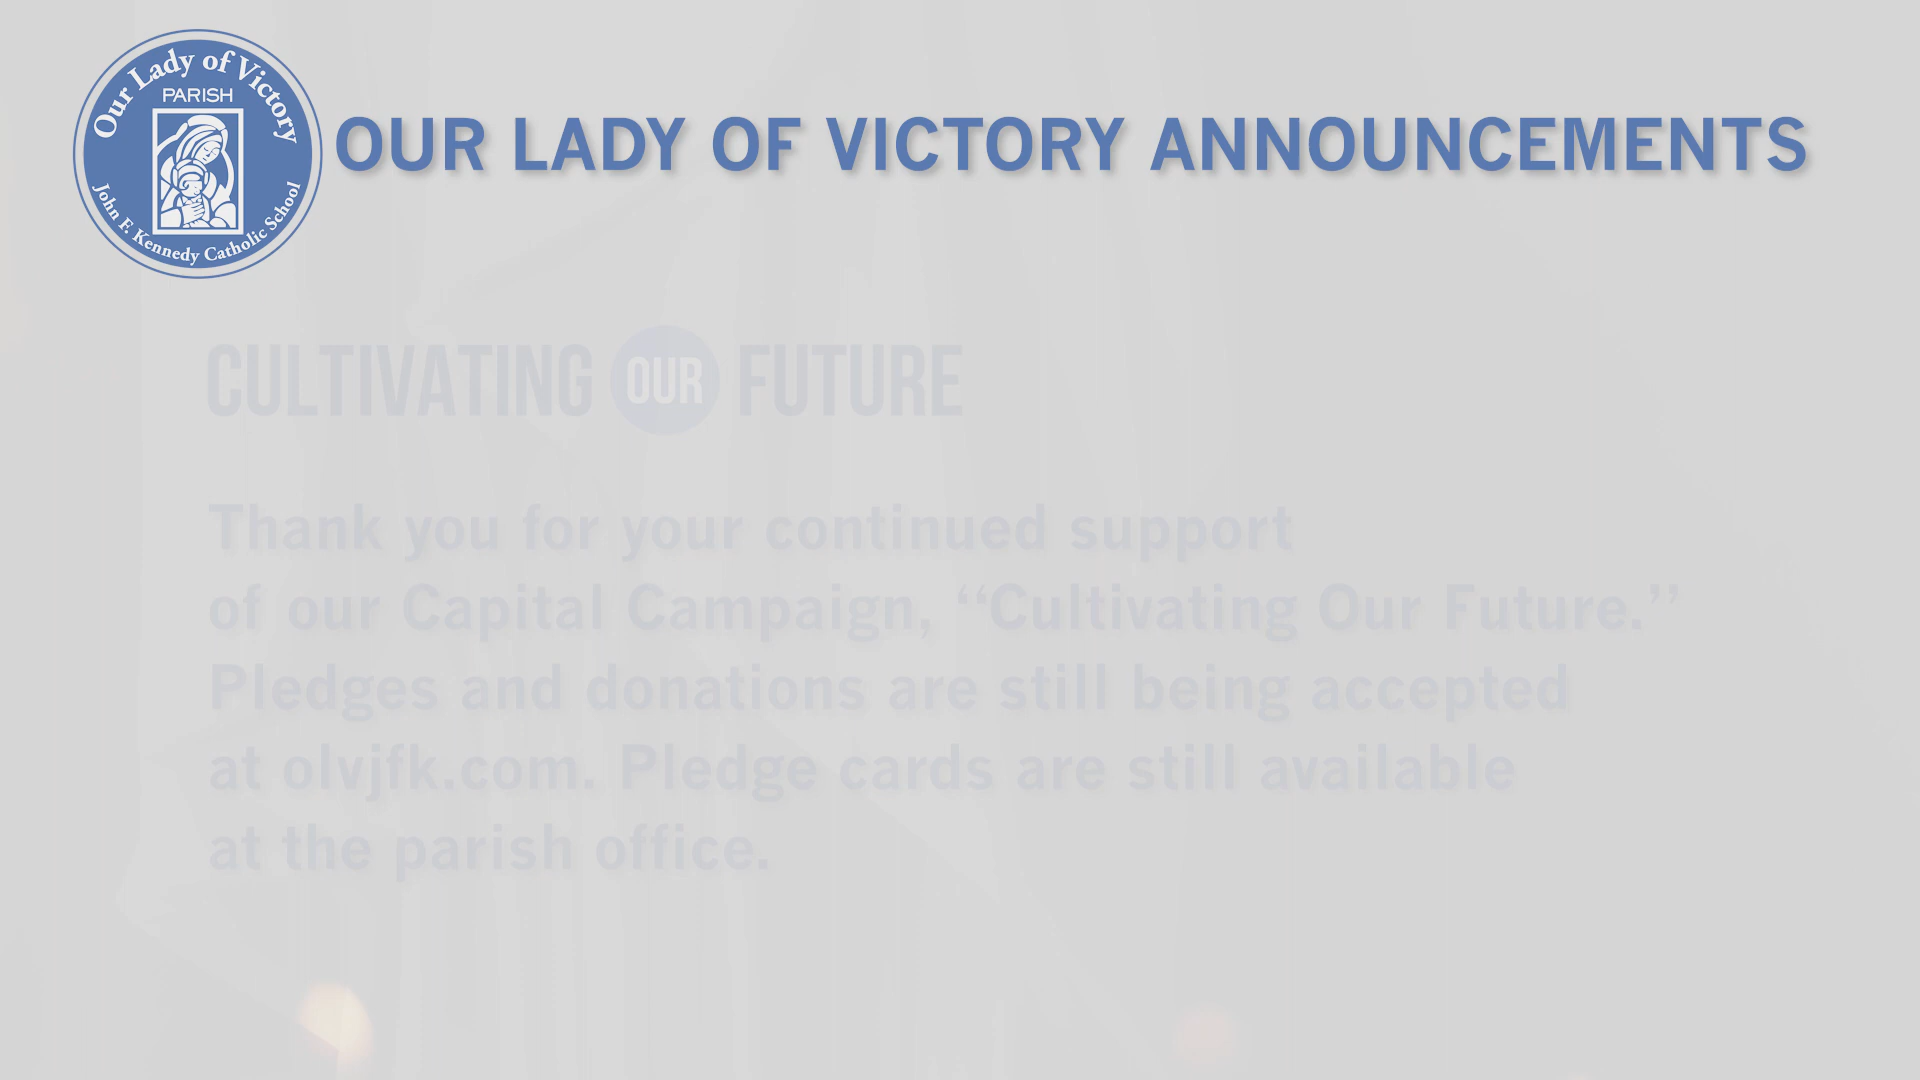 Our Lady of Victory
PARISH
John F. Kennedy Catholic School
OUR LADY OF VICTORY ANNOUNCEMENTS
CULTIVATING OUR FUTURE
Thank you for your continued support
of our Capital Campaign, “Cultivating Our Future.”
Pledges and donations are still being accepted
at olvjfk.com. Pledge cards are still available
at the parish office.